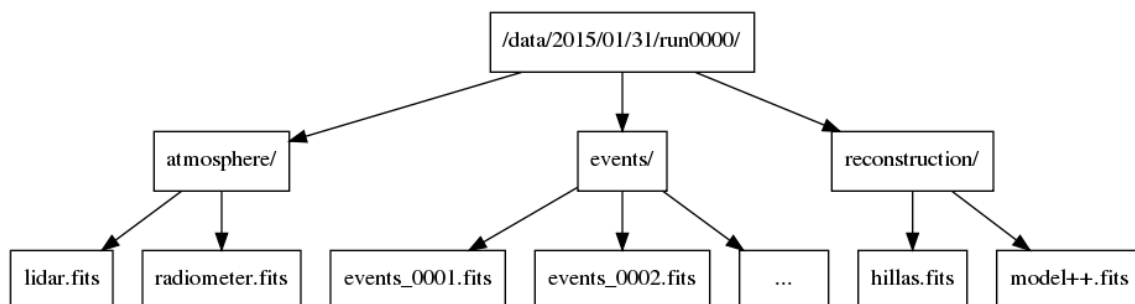 /data/2015/01/31/run0000/
atmosphere/
events/
reconstruction/
lidar.fits
radiometer.fits
events_0001.fits
events_0002.fits
...
hillas.fits
model++.fits